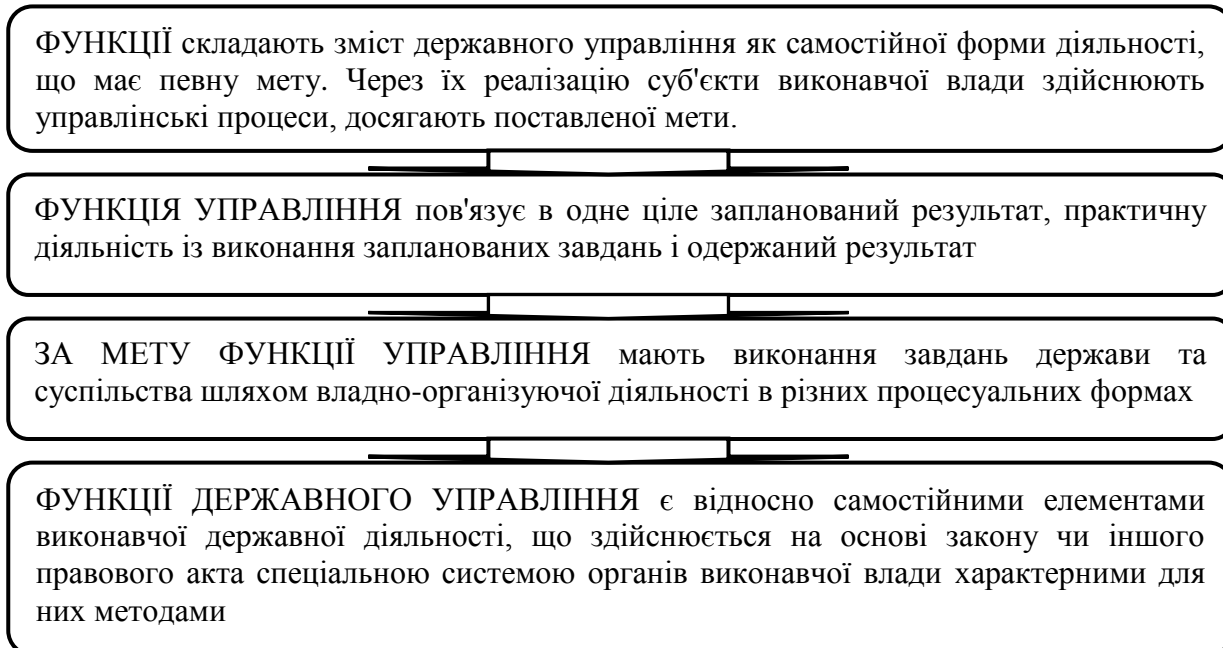 ФУНКЦІЇ складають зміст державного управління як самостійної форми діяльності,
що має певну мету. Через їх реалізацію суб'єкти виконавчої влади здійснюють
управлінські процеси, досягають поставленої мети.
ФУНКЦІЯ УПРАВЛІННЯ пов'язує в одне ціле запланований результат, практичну
діяльність із виконання запланованих завдань і одержаний результат
ЗА МЕТУ ФУНКЦІЇ УПРАВЛІННЯ мають виконання завдань держави та
суспільства шляхом владно-організуючої діяльності в різних процесуальних формах
ФУНКЦІЇ ДЕРЖАВНОГО УПРАВЛІННЯ є відносно самостійними елементами
виконавчої державної діяльності, що здійснюється на основі закону чи іншого
правового акта спеціальною системою органів виконавчої влади характерними для
них методами